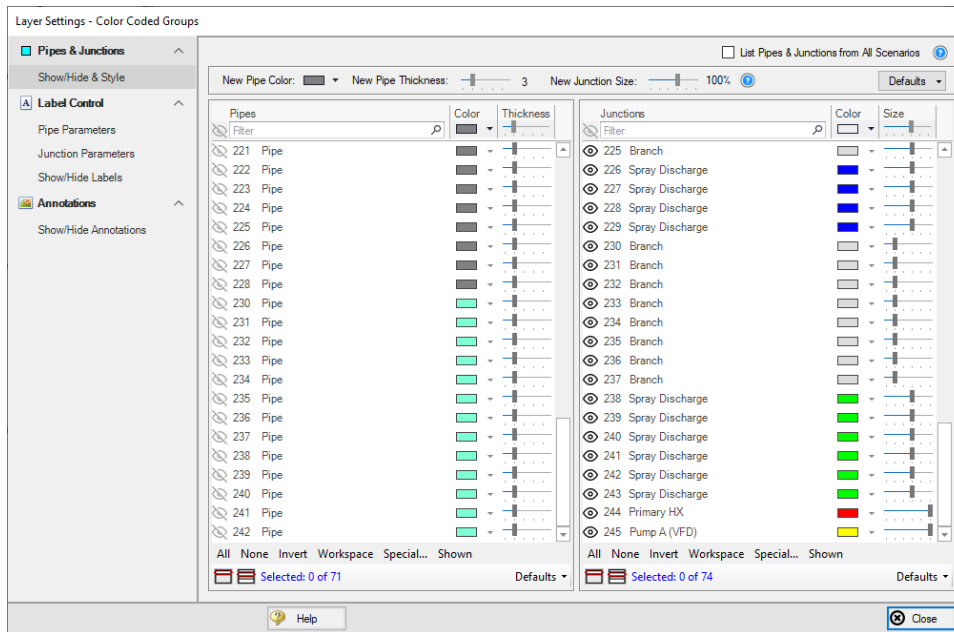 Layer Settings - Color Coded Groups
Pipes & Junctions
Show/Hide & Style
A Label Control
Pipe Parameters
Junction Parameters
Show/Hide Labels
Annotations
Show/Hide Annotations
List Pipes & Junctions from All Scenarios ?
New Pipe Color: New Pipe Thickness: 3 New Junction Size: 100% ? Defaults
Pipes Color Thickness
Filter
221 Pipe
222 Pipe
223 Pipe
224 Pipe
225 Pipe
226 Pipe
227 Pipe
228 Pipe
230 Pipe
231 Pipe
232 Pipe
233 Pipe
234 Pipe
235 Pipe
236 Pipe
237 Pipe
238 Pipe
239 Pipe
240 Pipe
241 Pipe
242 Pipe
All None Invert Workspace Special... Shown
Selected: 0 of 71 Defaults
Junctions Color Size
Filter
225 Branch
226 Spray Discharge
227 Spray Discharge
228 Spray Discharge
229 Spray Discharge
230 Branch
231 Branch
232 Branch
233 Branch
234 Branch
235 Branch
236 Branch
237 Branch
238 Spray Discharge
239 Spray Discharge
240 Spray Discharge
241 Spray Discharge
242 Spray Discharge
243 Spray Discharge
244 Primary HX
245 Pump A (VFD)
All None Invert Workspace Special... Shown
Selected: 0 of 74 Defaults
? Help
Close